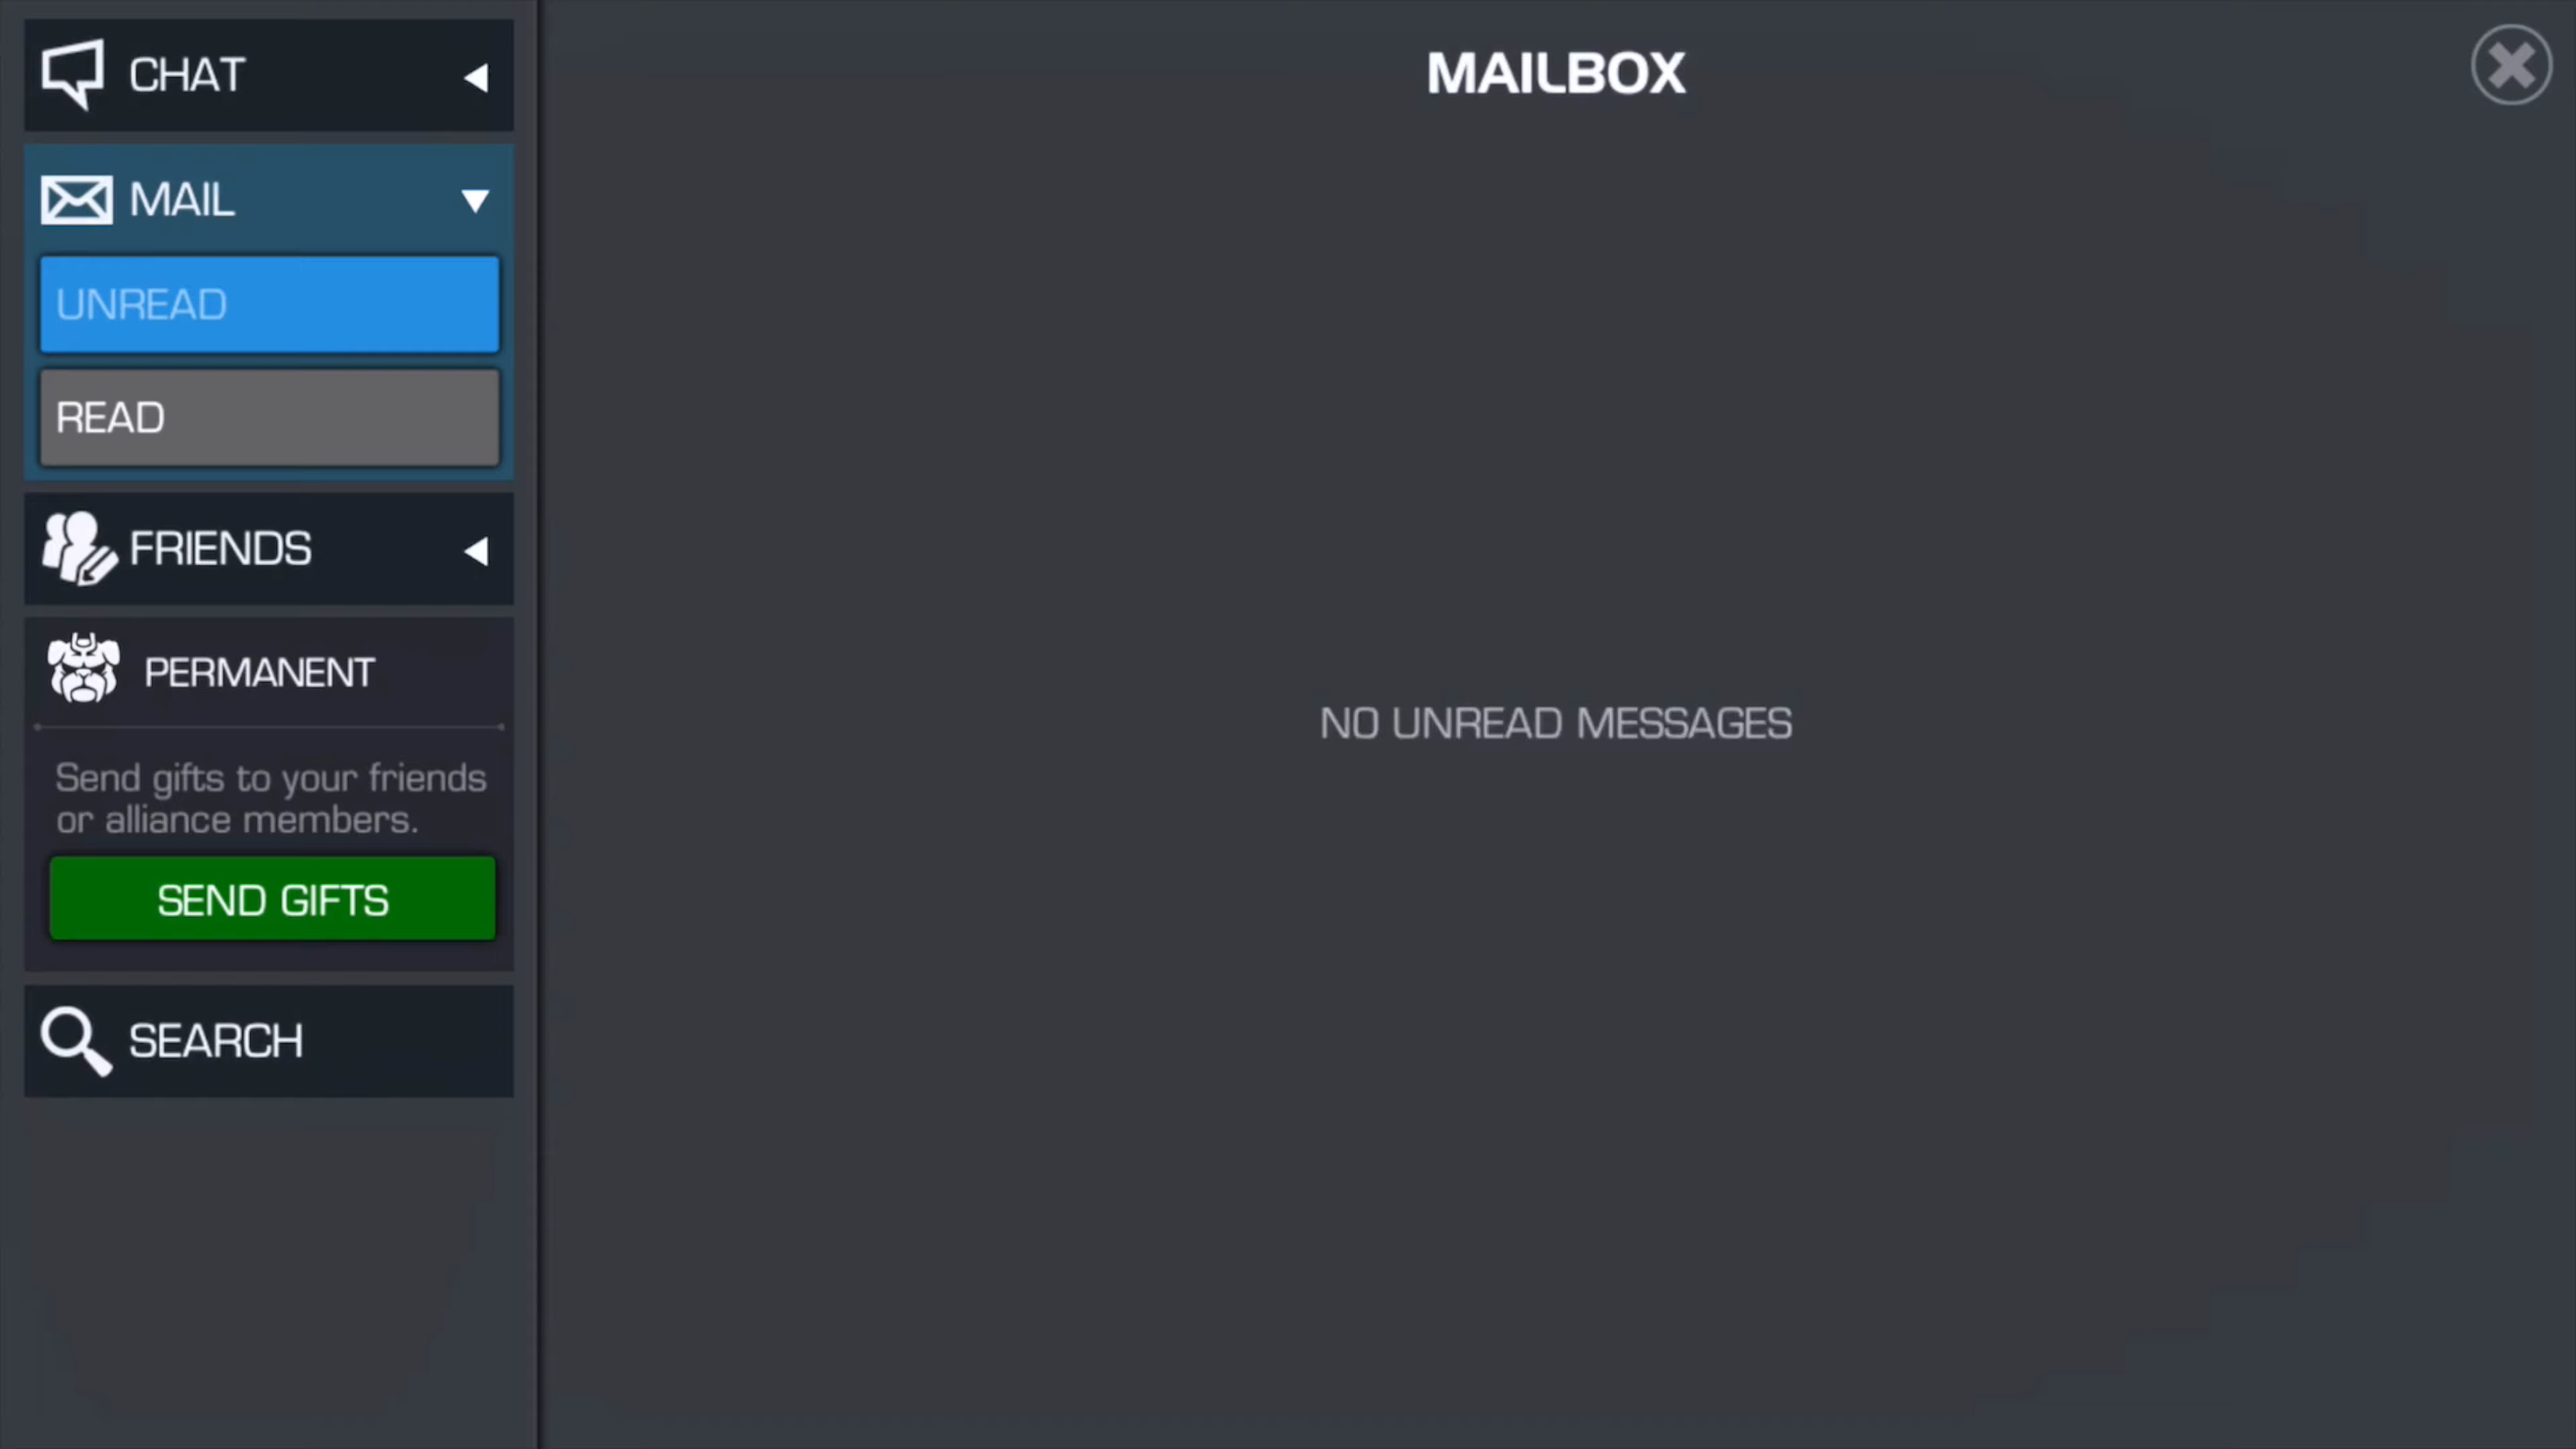 CHAT
MAIL
UNREAD
READ
FRIENDS
PERMANENT
Send gifts to your friends
or alliance members.
SEND GIFTS
SEARCH
MAILBOX
NO UNREAD MESSAGES